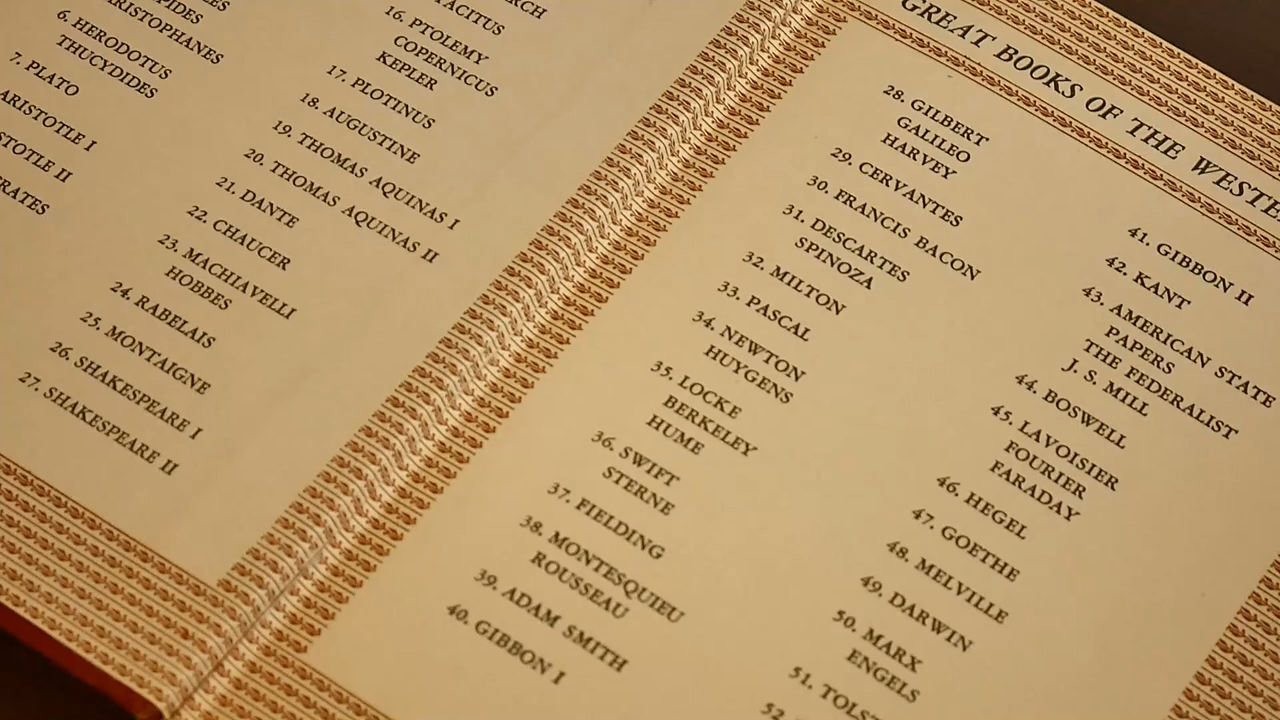 ARISTOPHANES
6. HERODOTUS
THUCYDIDES
7. PLATO
ARISTOTLE I
II
16. PTOLEMY
COPERNICUS
KEPLER
17. PLOTINUS
18. AUGUSTINE
19. THOMAS AQUINAS I
20. THOMAS AQUINAS II
21. DANTE
22. CHAUCER
23. MACHIAVELLI
HOBBES
24. RABELAIS
25. MONTAIGNE
26. SHAKESPEARE I
27. SHAKESPEARE II
GREAT BOOKS OF THE
28. GILBERT
GALILEO
HARVEY
29. CERVANTES
30. FRANCIS BACON
31. DESCARTES
SPINOZA
32. MILTON
33. PASCAL
34. NEWTON
HUYGENS
35. LOCKE
BERKELEY
HUME
36. SWIFT
STERNE
37. FIELDING
38. MONTESQUIEU
ROUSSEAU
39. ADAM SMITH
40. GIBBON I
41. GIBBON II
42. KANT
43. AMERICAN STATE
PAPERS
THE FEDERALIST
J. S. MILL
44. BOSWELL
45. LAVOISIER
FOURIER
FARADAY
46. HEGEL
47. GOETHE
48. MELVILLE
49. DARWIN
50. MARX
ENGELS
51.
52.